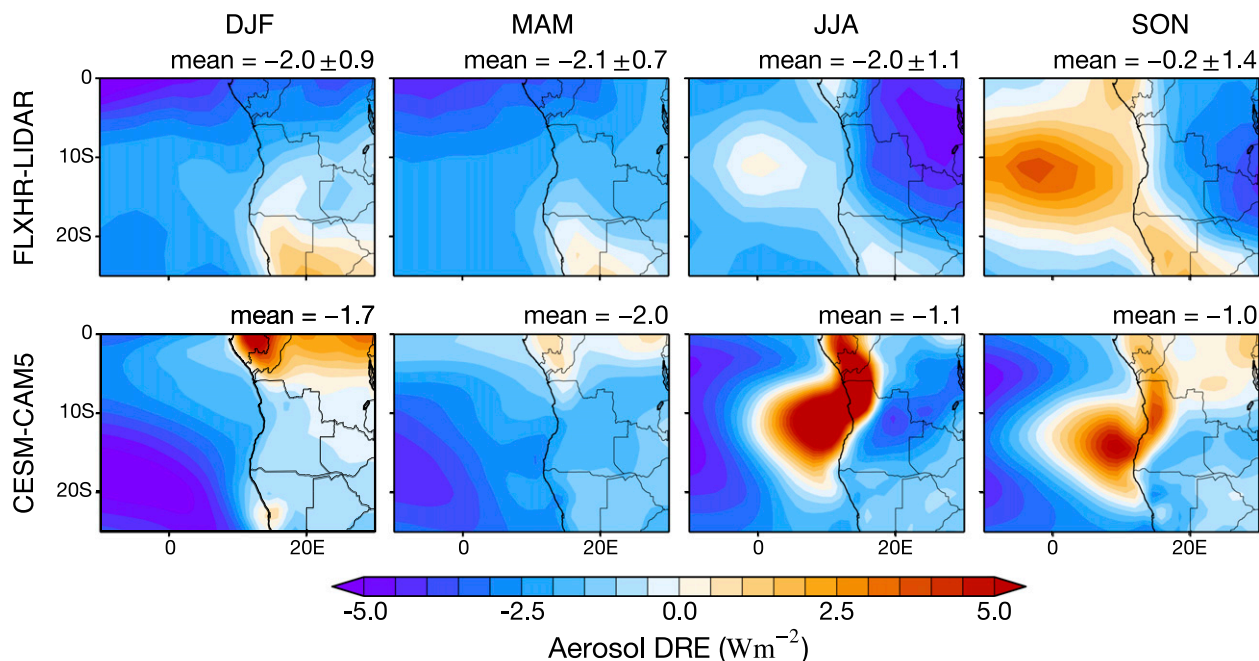 DJF MAM JJA SON
mean = −2.0 ±0.9 mean = −2.1 ±0.7 mean = −2.0 ±1.1 mean = −0.2 ±1.4
FLXHR-LIDAR
0
10S
20S
mean = −1.7 mean = −2.0 mean = −1.1 mean = −1.0
CESM-CAM5
0
10S
20S
0 20E 0 20E 0 20E 0 20E
-5.0 -2.5 0.0 2.5 5.0
Aerosol DRE (Wm⁻²)